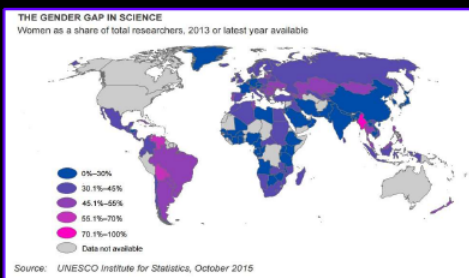 THE GENDER GAP IN SCIENCE
Women as a share of total researchers, 2013 or latest year available
0%–30%
30.1%–45%
45.1%–55%
55.1%–70%
70.1%–100%
Data not available
Source: UNESCO Institute for Statistics, October 2015